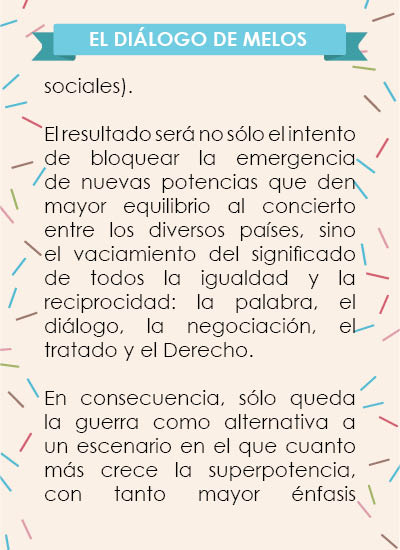 EL DIÁLOGO DE MELOS
sociales).
El resultado será no sólo el intento
de bloquear la emergencia
de nuevas potencias que den
mayor equilibrio al concierto
entre los diversos países, sino
el vaciamiento del significado
de todos la igualdad y la
reciprocidad: la palabra, el
diálogo, la negociación, el
tratado y el Derecho.
En consecuencia, sólo queda
la guerra como alternativa a
un escenario en el que cuanto
más crece la superpotencia,
con tanto mayor énfasis